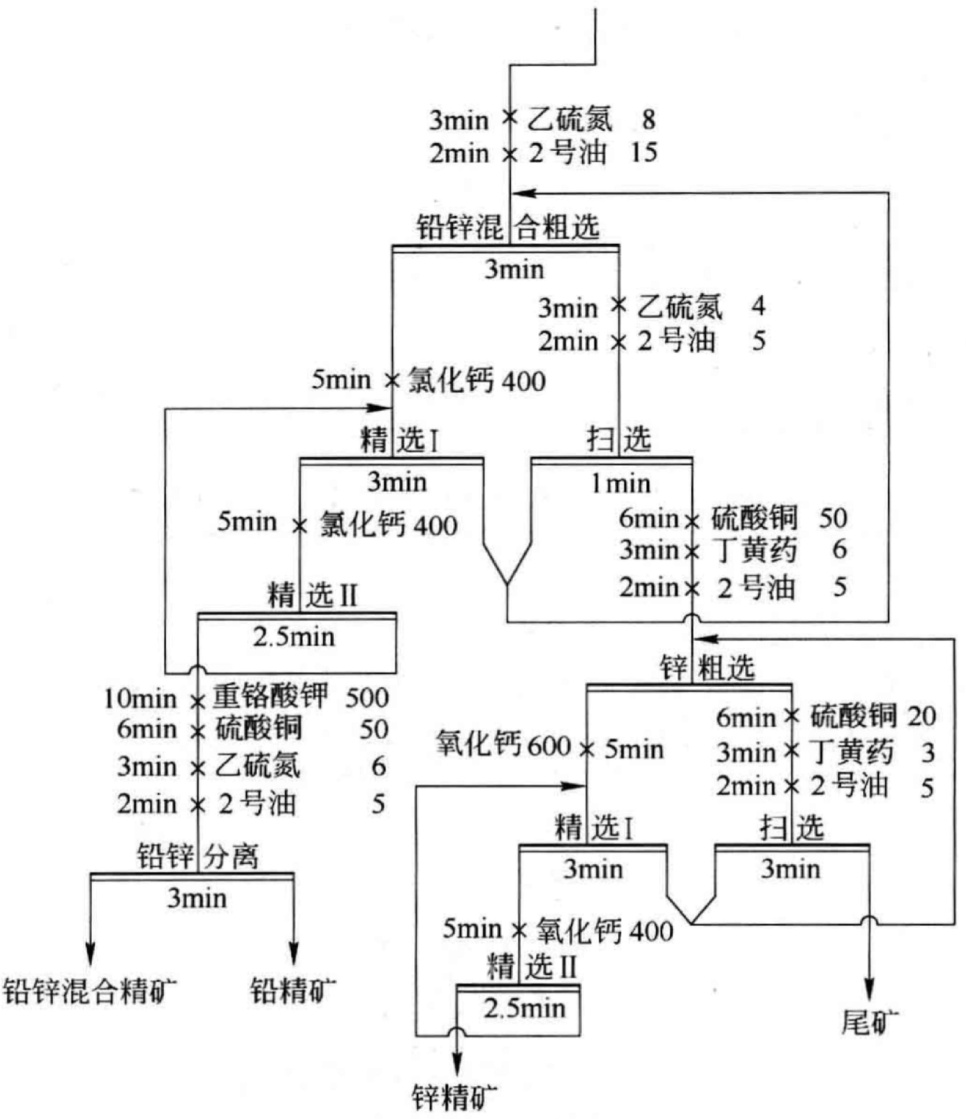 3min 乙硫氮 8
2min 2号油 15
铅锌混合粗选
3min
3min 乙硫氮 4
2min 2号油 5
5min 氯化钙 400
精选I
3min
扫选
1min
5min 氯化钙 400
6min 硫酸铜 50
3min 丁黄药 6
2min 2号油 5
精选II
2.5min
锌粗选
10min 重铬酸钾 500
6min 硫酸铜 50
3min 乙硫氮 6
2min 2号油 5
氧化钙 600 5min
6min 硫酸铜 20
3min 丁黄药 3
2min 2号油 5
精选I
3min
扫选
3min
铅锌分离
3min
5min 氧化钙 400
精选II
2.5min
铅锌混合精矿
铅精矿
尾矿
锌精矿